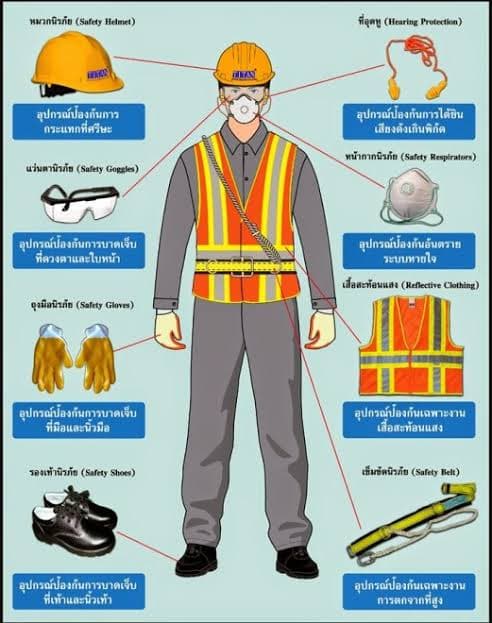 หมวกนิรภัย (Safety Helmet)
TITAN
อุปกรณ์ป้องกันการ
กระแทกที่ศรีษะ
ที่อุดหู (Hearing Protection)
อุปกรณ์ป้องกันการได้ยิน
เสียงดังเกินพิกัด
TITAN
แว่นตานิรภัย (Safety Goggles)
อุปกรณ์ป้องกันการบาดเจ็บ
ที่ดวงตาและใบหน้า
หน้ากากนิรภัย (Safety Respirators)
อุปกรณ์ป้องกันอันตราย
ระบบหายใจ
ถุงมือนิรภัย (Safety Gloves)
อุปกรณ์ป้องกันการบาดเจ็บ
ที่มือและนิ้วมือ
เสื้อสะท้อนแสง (Reflective Clothing)
อุปกรณ์ป้องกันเฉพาะงาน
เสื้อสะท้อนแสง
รองเท้านิรภัย (Safety Shoes)
อุปกรณ์ป้องกันการบาดเจ็บ
ที่เท้าและนิ้วเท้า
เข็มขัดนิรภัย (Safety Belt)
อุปกรณ์ป้องกันเฉพาะงาน
การตกจากที่สูง